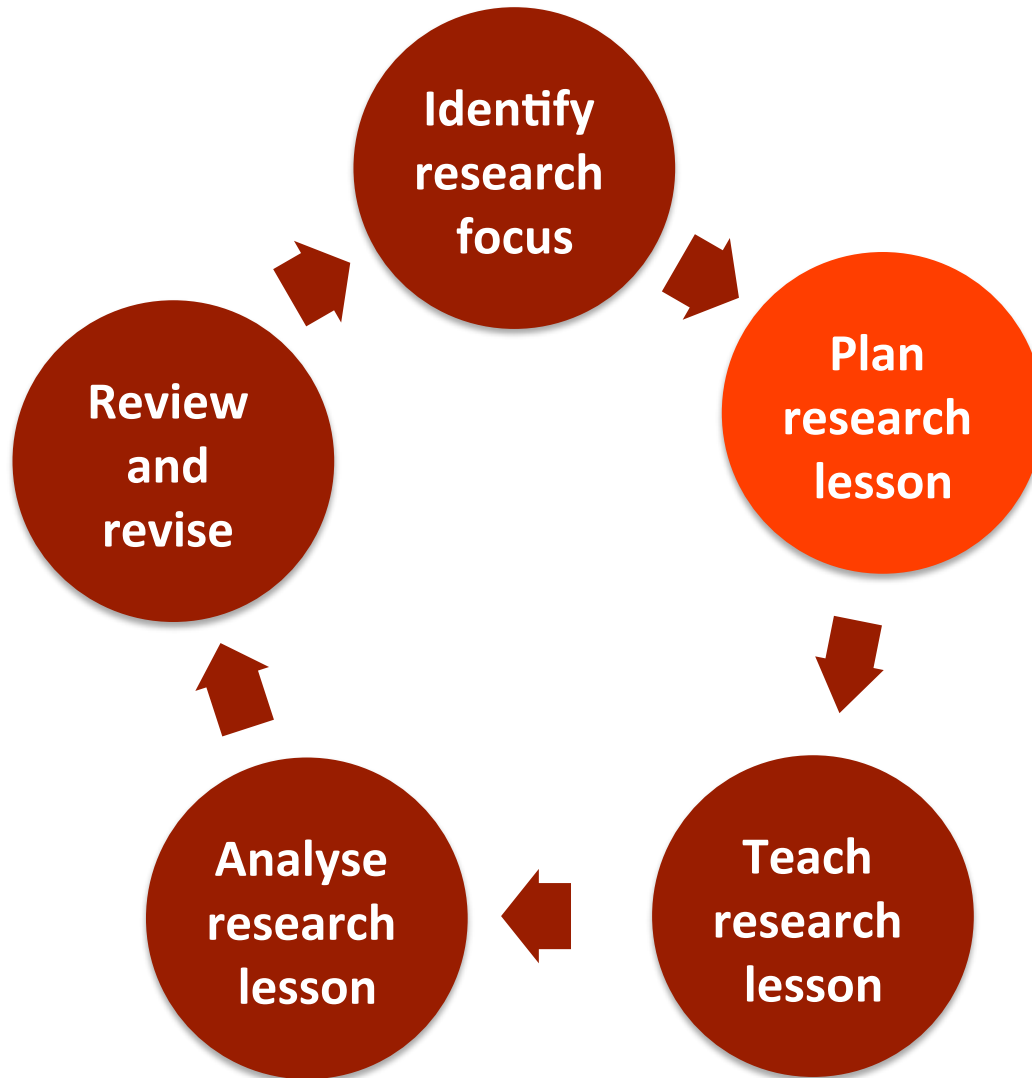 Identify
research
focus
Plan
research
lesson
Teach
research
lesson
Analyse
research
lesson
Review
and
revise